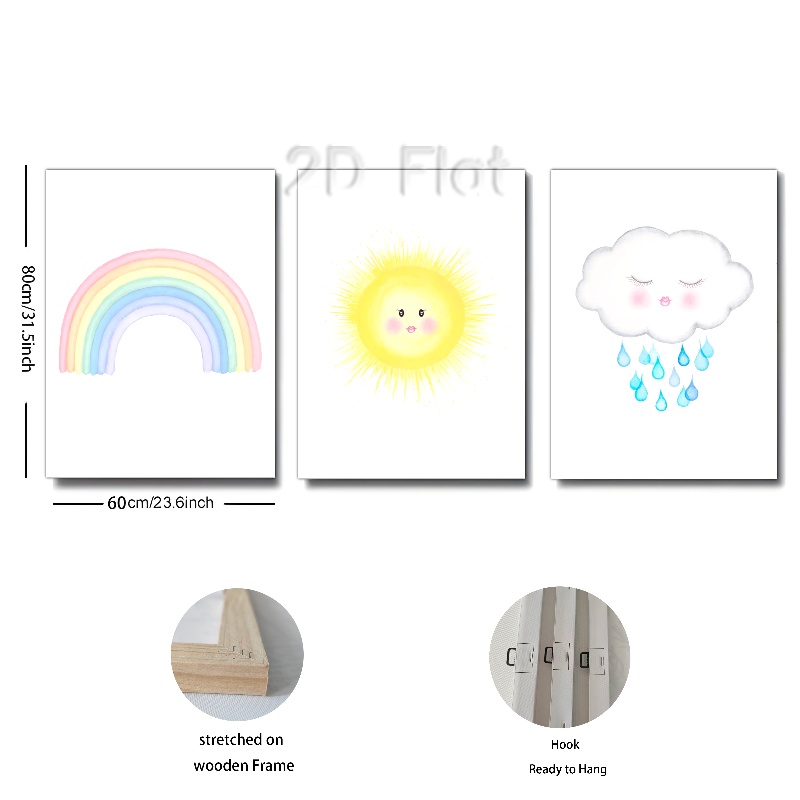 2D Flat
80cm/31.5inch
60cm/23.6inch
stretched on
wooden Frame
Hook
Ready to Hang